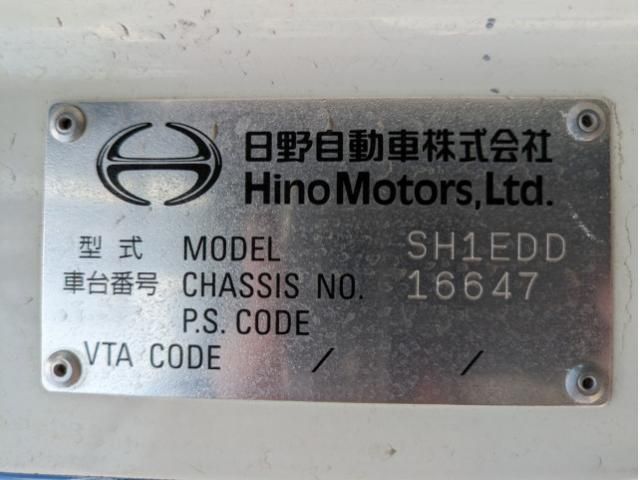 日野自動車株式会社
Hino Motors, Ltd.
型式 MODEL SH1EDD
車台番号 CHASSIS NO. 16647
P.S. CODE
VTA CODE / /